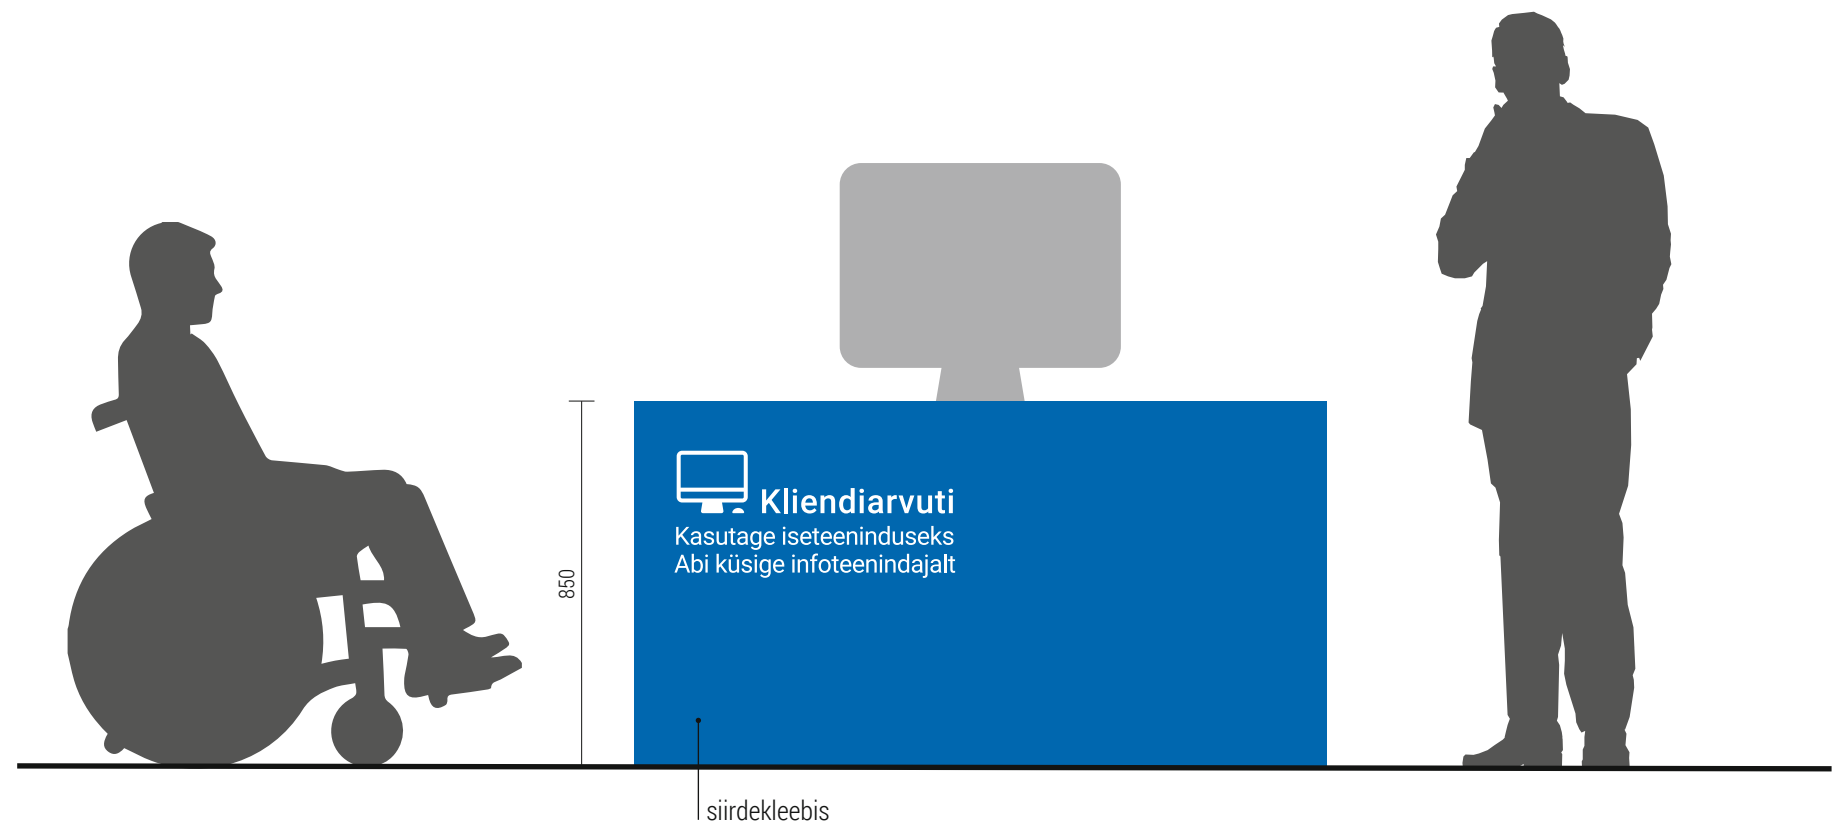 Kliendiarvuti
Kasutage iseteeninduseks
Abi küsige infoteenindajalt
850
siirdekleebis